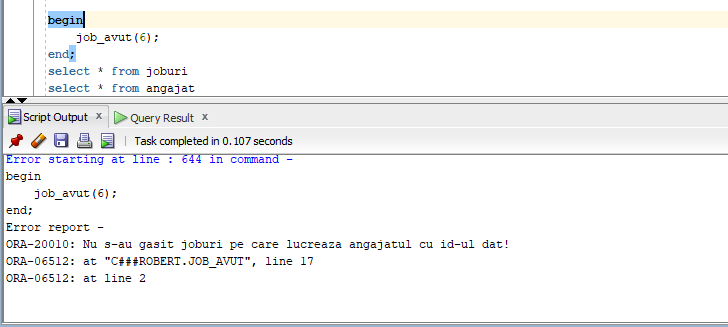 begin
job_avut(6);
end;
select * from joburi
select * from angajat
Script Output x Query Result x
Task completed in 0.107 seconds
Error starting at line : 644 in command -
begin
job_avut(6);
end;
Error report -
ORA-20010: Nu s-au gasit joburi pe care lucreaza angajatul cu id-ul dat!
ORA-06512: at "C###ROBERT.JOB_AVUT", line 17
ORA-06512: at line 2